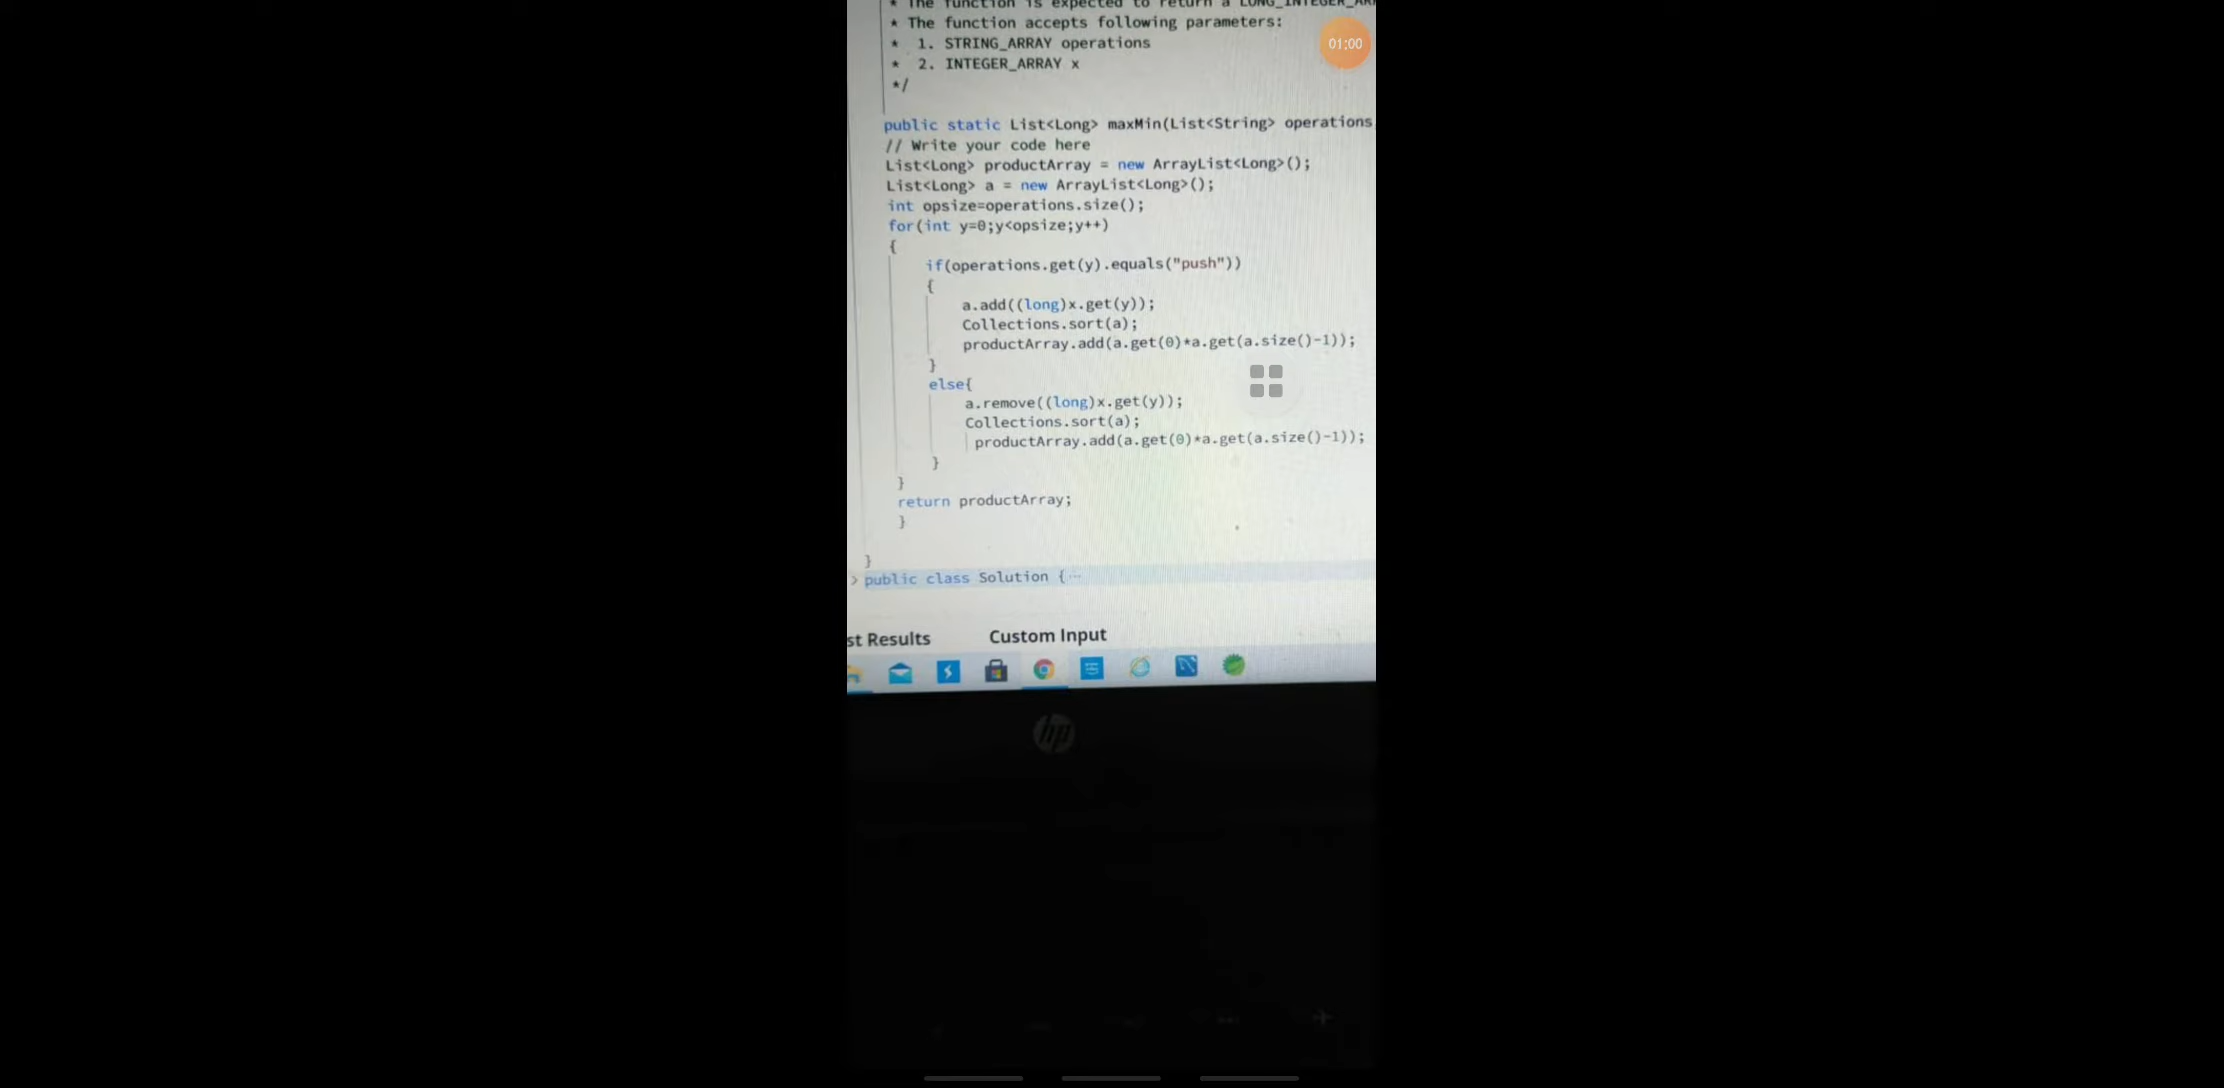 * The function is expected to return a LONG_INTEGER_AR
* The function accepts following parameters:
01:00
* 1. STRING_ARRAY operations
* 2. INTEGER_ARRAY x
*/
public static List<Long> maxMin(List<String> operations
// Write your code here
List<Long> productArray = new ArrayList<Long>();
List<Long> a = new ArrayList<Long>();
int opsize=operations.size();
for(int y=0;y<opsize;y++)
{
if(operations.get(y).equals("push"))
{
a.add((long)x.get(y));
Collections.sort(a);
productArray.add(a.get(0)*a.get(a.size()-1));
}
else{
a.remove((long)x.get(y));
Collections.sort(a);
productArray.add(a.get(0)*a.get(a.size()-1));
}
}
return productArray;
}
}
> public class Solution {···
st Results Custom Input
hp